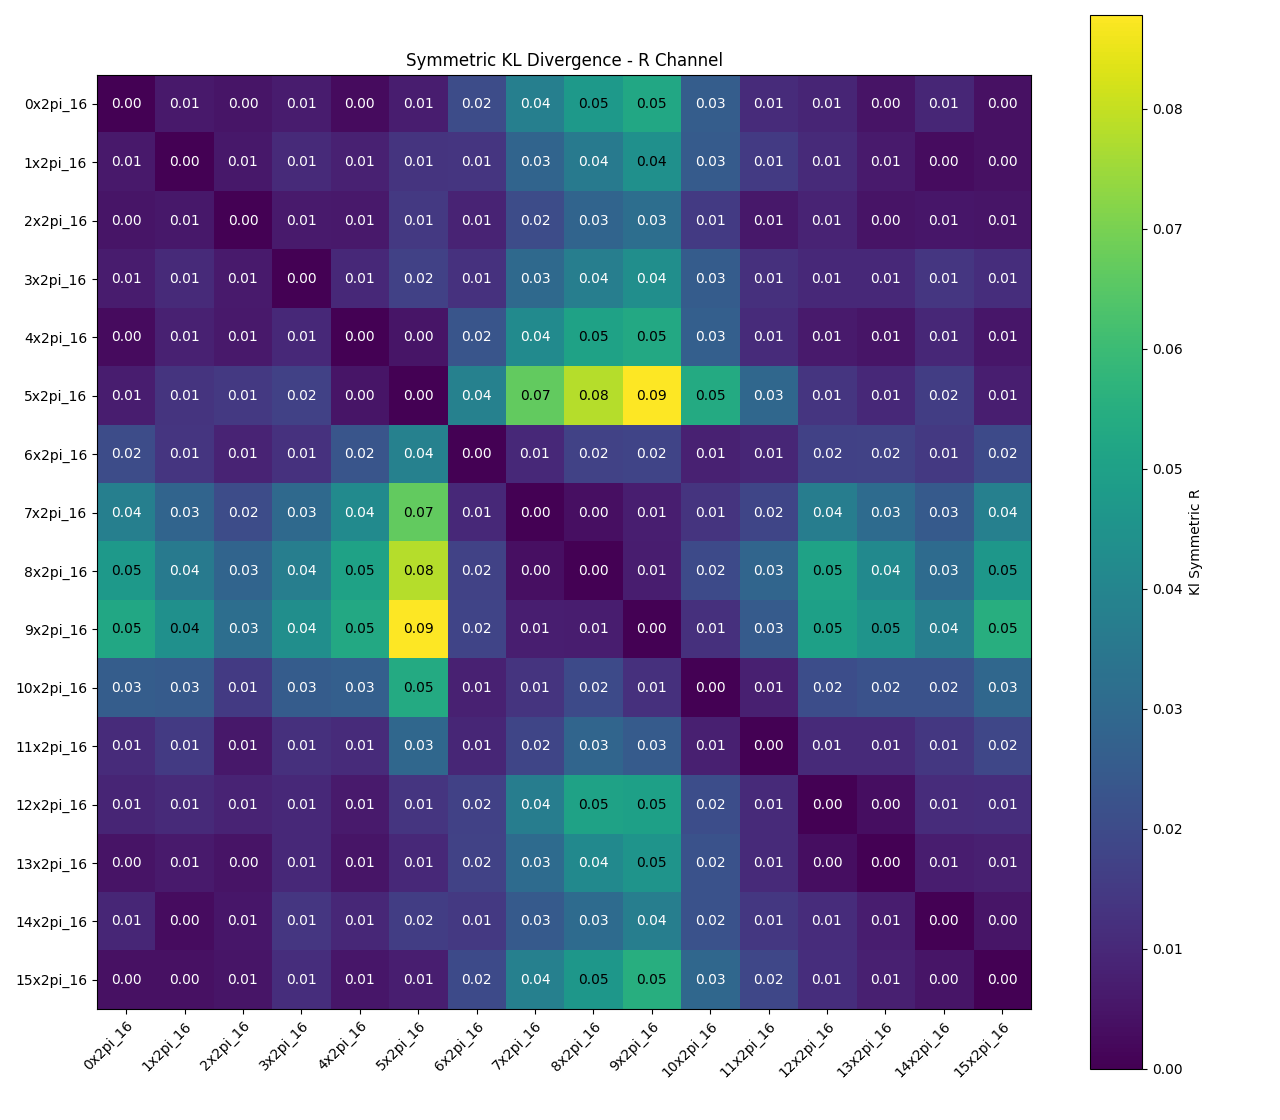 Symmetric KL Divergence - R Channel
0x2pi_16 0.00 0.01 0.00 0.01 0.00 0.01 0.02 0.04 0.05 0.05 0.03 0.01 0.01 0.00 0.01 0.00
1x2pi_16 0.01 0.00 0.01 0.01 0.01 0.01 0.01 0.03 0.04 0.04 0.03 0.01 0.01 0.01 0.00 0.00
2x2pi_16 0.00 0.01 0.00 0.01 0.01 0.01 0.01 0.02 0.03 0.03 0.01 0.01 0.01 0.00 0.01 0.01
3x2pi_16 0.01 0.01 0.01 0.00 0.01 0.02 0.01 0.03 0.04 0.04 0.03 0.01 0.01 0.01 0.01 0.01
4x2pi_16 0.00 0.01 0.01 0.01 0.00 0.00 0.02 0.04 0.05 0.05 0.03 0.01 0.01 0.01 0.01 0.01
5x2pi_16 0.01 0.01 0.01 0.02 0.00 0.00 0.04 0.07 0.08 0.09 0.05 0.03 0.01 0.01 0.02 0.01
6x2pi_16 0.02 0.01 0.01 0.01 0.02 0.04 0.00 0.01 0.02 0.02 0.01 0.01 0.02 0.02 0.01 0.02
7x2pi_16 0.04 0.03 0.02 0.03 0.04 0.07 0.01 0.00 0.00 0.01 0.01 0.02 0.04 0.03 0.03 0.04
8x2pi_16 0.05 0.04 0.03 0.04 0.05 0.08 0.02 0.00 0.00 0.01 0.02 0.03 0.05 0.04 0.03 0.05
9x2pi_16 0.05 0.04 0.03 0.04 0.05 0.09 0.02 0.01 0.01 0.00 0.01 0.03 0.05 0.05 0.04 0.05
10x2pi_16 0.03 0.03 0.01 0.03 0.03 0.05 0.01 0.01 0.02 0.01 0.00 0.01 0.02 0.02 0.02 0.03
11x2pi_16 0.01 0.01 0.01 0.01 0.01 0.03 0.01 0.02 0.03 0.03 0.01 0.00 0.01 0.01 0.01 0.02
12x2pi_16 0.01 0.01 0.01 0.01 0.01 0.01 0.02 0.04 0.05 0.05 0.02 0.01 0.00 0.00 0.01 0.01
13x2pi_16 0.00 0.01 0.00 0.01 0.01 0.01 0.02 0.03 0.04 0.05 0.02 0.01 0.00 0.00 0.01 0.01
14x2pi_16 0.01 0.00 0.01 0.01 0.01 0.02 0.01 0.03 0.03 0.04 0.02 0.01 0.01 0.01 0.00 0.00
15x2pi_16 0.00 0.00 0.01 0.01 0.01 0.01 0.02 0.04 0.05 0.05 0.03 0.02 0.01 0.01 0.00 0.00
0x2pi_16 1x2pi_16 2x2pi_16 3x2pi_16 4x2pi_16 5x2pi_16 6x2pi_16 7x2pi_16 8x2pi_16 9x2pi_16 10x2pi_16 11x2pi_16 12x2pi_16 13x2pi_16 14x2pi_16 15x2pi_16
0.08
0.07
0.06
0.05
0.04
0.03
0.02
0.01
0.00
Kl Symmetric R